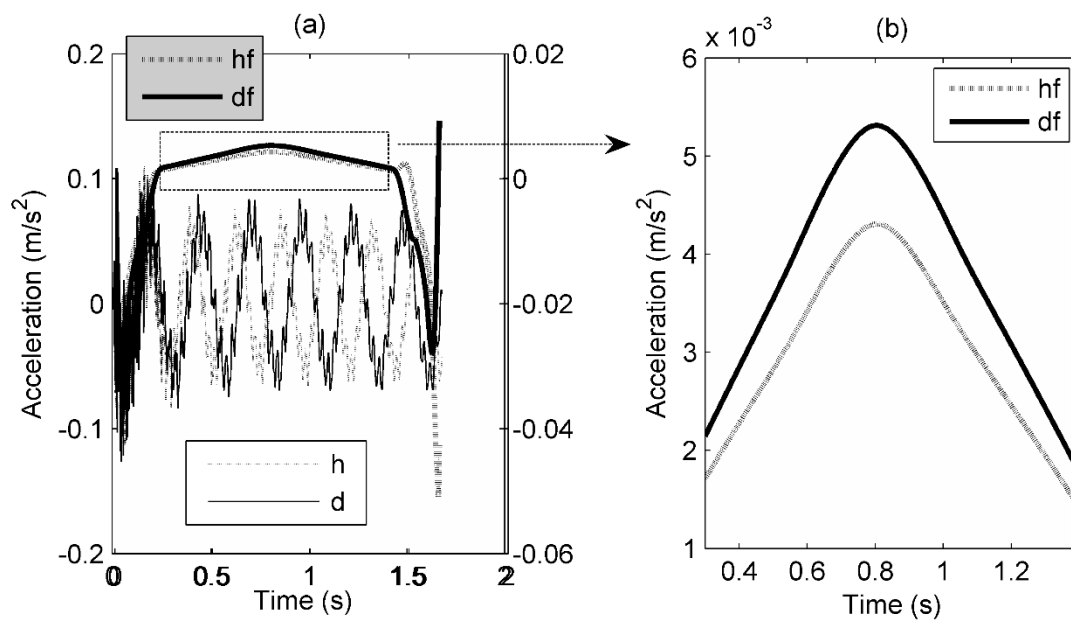 (a)
0.2
0.1
0
-0.1
-0.2
Acceleration (m/s²)
hf
df
h
d
0.02
0
-0.02
-0.04
-0.06
0
0.5
1
1.5
2
Time (s)
(b)
x 10⁻³
6
5
4
3
2
1
Acceleration (m/s²)
hf
df
0.4
0.6
0.8
1
1.2
Time (s)